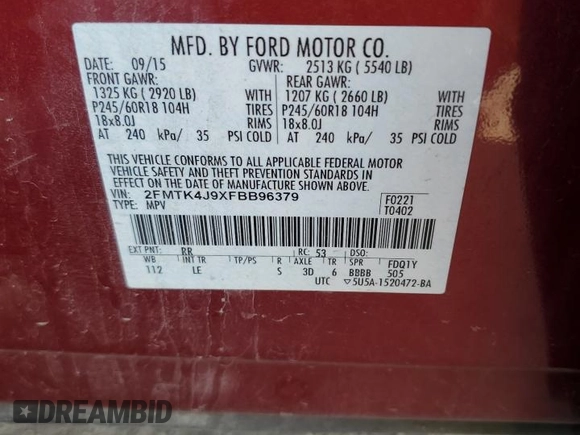 MFD. BY FORD MOTOR CO.
DATE: 09/15 GVWR: 2513 KG ( 5540 LB)
FRONT GAWR: REAR GAWR:
1325 KG ( 2920 LB) WITH 1207 KG ( 2660 LB) WITH
P245/60R18 104H TIRES P245/60R18 104H TIRES
18x8.0J RIMS 18x8.0J RIMS
AT 240 kPa/ 35 PSI COLD AT 240 kPa/ 35 PSI COLD
THIS VEHICLE CONFORMS TO ALL APPLICABLE FEDERAL MOTOR
VEHICLE SAFETY AND THEFT PREVENTION STANDARDS IN EFFECT ON
THE DATE OF MANUFACTURE SHOWN ABOVE.
VIN: 2FMTK4J9XFBB96379 F0221
TYPE: MPV T0402
EXT PNT: RR RC: 53 DSO:
WB INT TR TP/PS R AXLE TR SPR FDQ1Y
112 LE S 3D 6 BBBB 505
UTC ▽5U5A-1520472-BA
DREAMBID